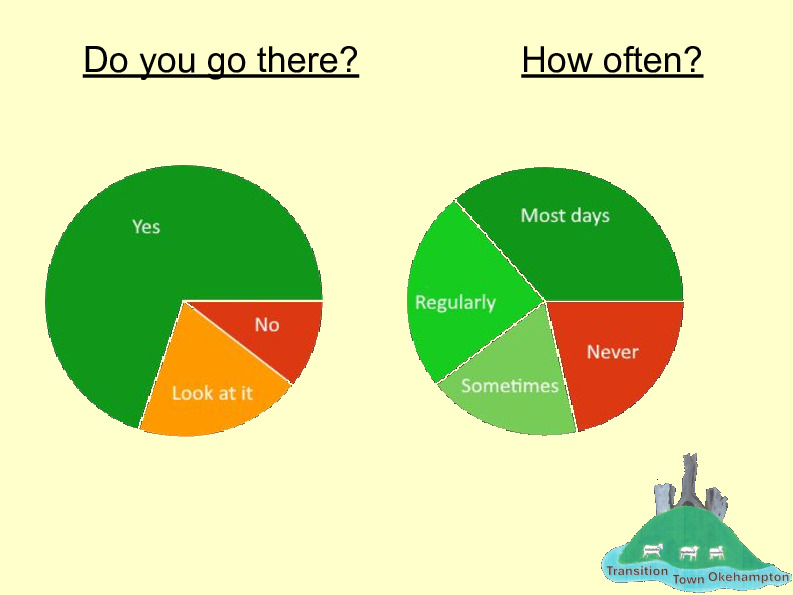 Do you go there?
How often?
Yes
No
Look at it
Most days
Regularly
Sometimes
Never
Transition Town Okehampton